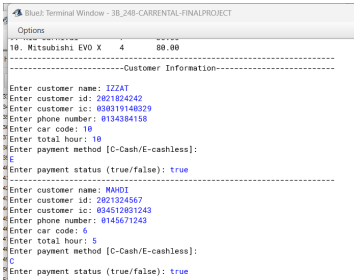 BlueJ: Terminal Window - 3B_248-CARRENTAL-FINALPROJECT
Options
10. Mitsubishi EVO X 4 80.00
-----------------------------------------------------------------
-----------------------Customer Information------------------------
Enter customer name: IZZAT
Enter customer id: 2021824242
Enter customer ic: 030319140329
Enter phone number: 0134384158
Enter car code: 10
Enter total hour: 10
Enter payment method [C-Cash/E-cashless]:
E
Enter payment status (true/false): true
-----------------------------------------------------------------
Enter customer name: MAHDI
Enter customer id: 2021324567
Enter customer ic: 034512031243
Enter phone number: 0145671243
Enter car code: 6
Enter total hour: 5
Enter payment method [C-Cash/E-cashless]:
C
Enter payment status (true/false): true